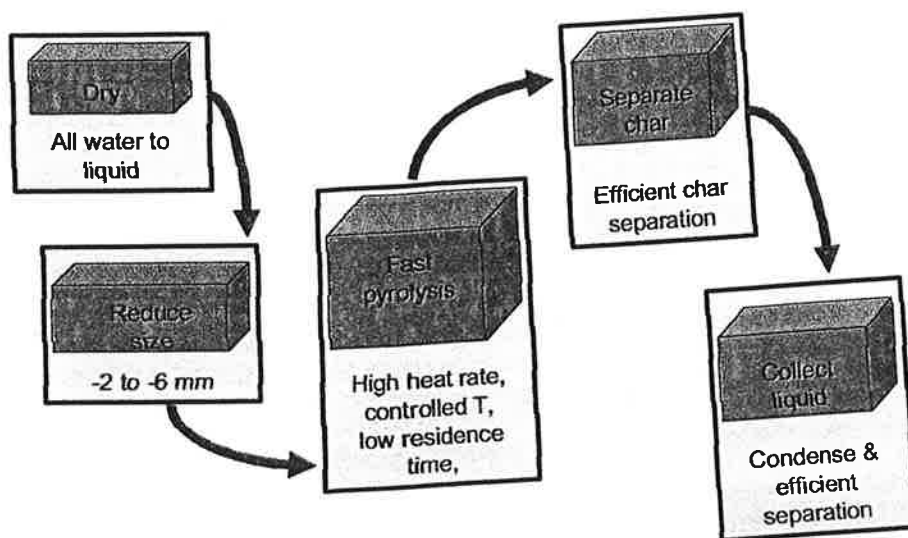 Dry
All water to
liquid
Reduce
size
-2 to -6 mm
Fast
pyrolysis
High heat rate,
controlled T,
low residence
time,
Separate
char
Efficient char
separation
Collect
liquid
Condense &
efficient
separation